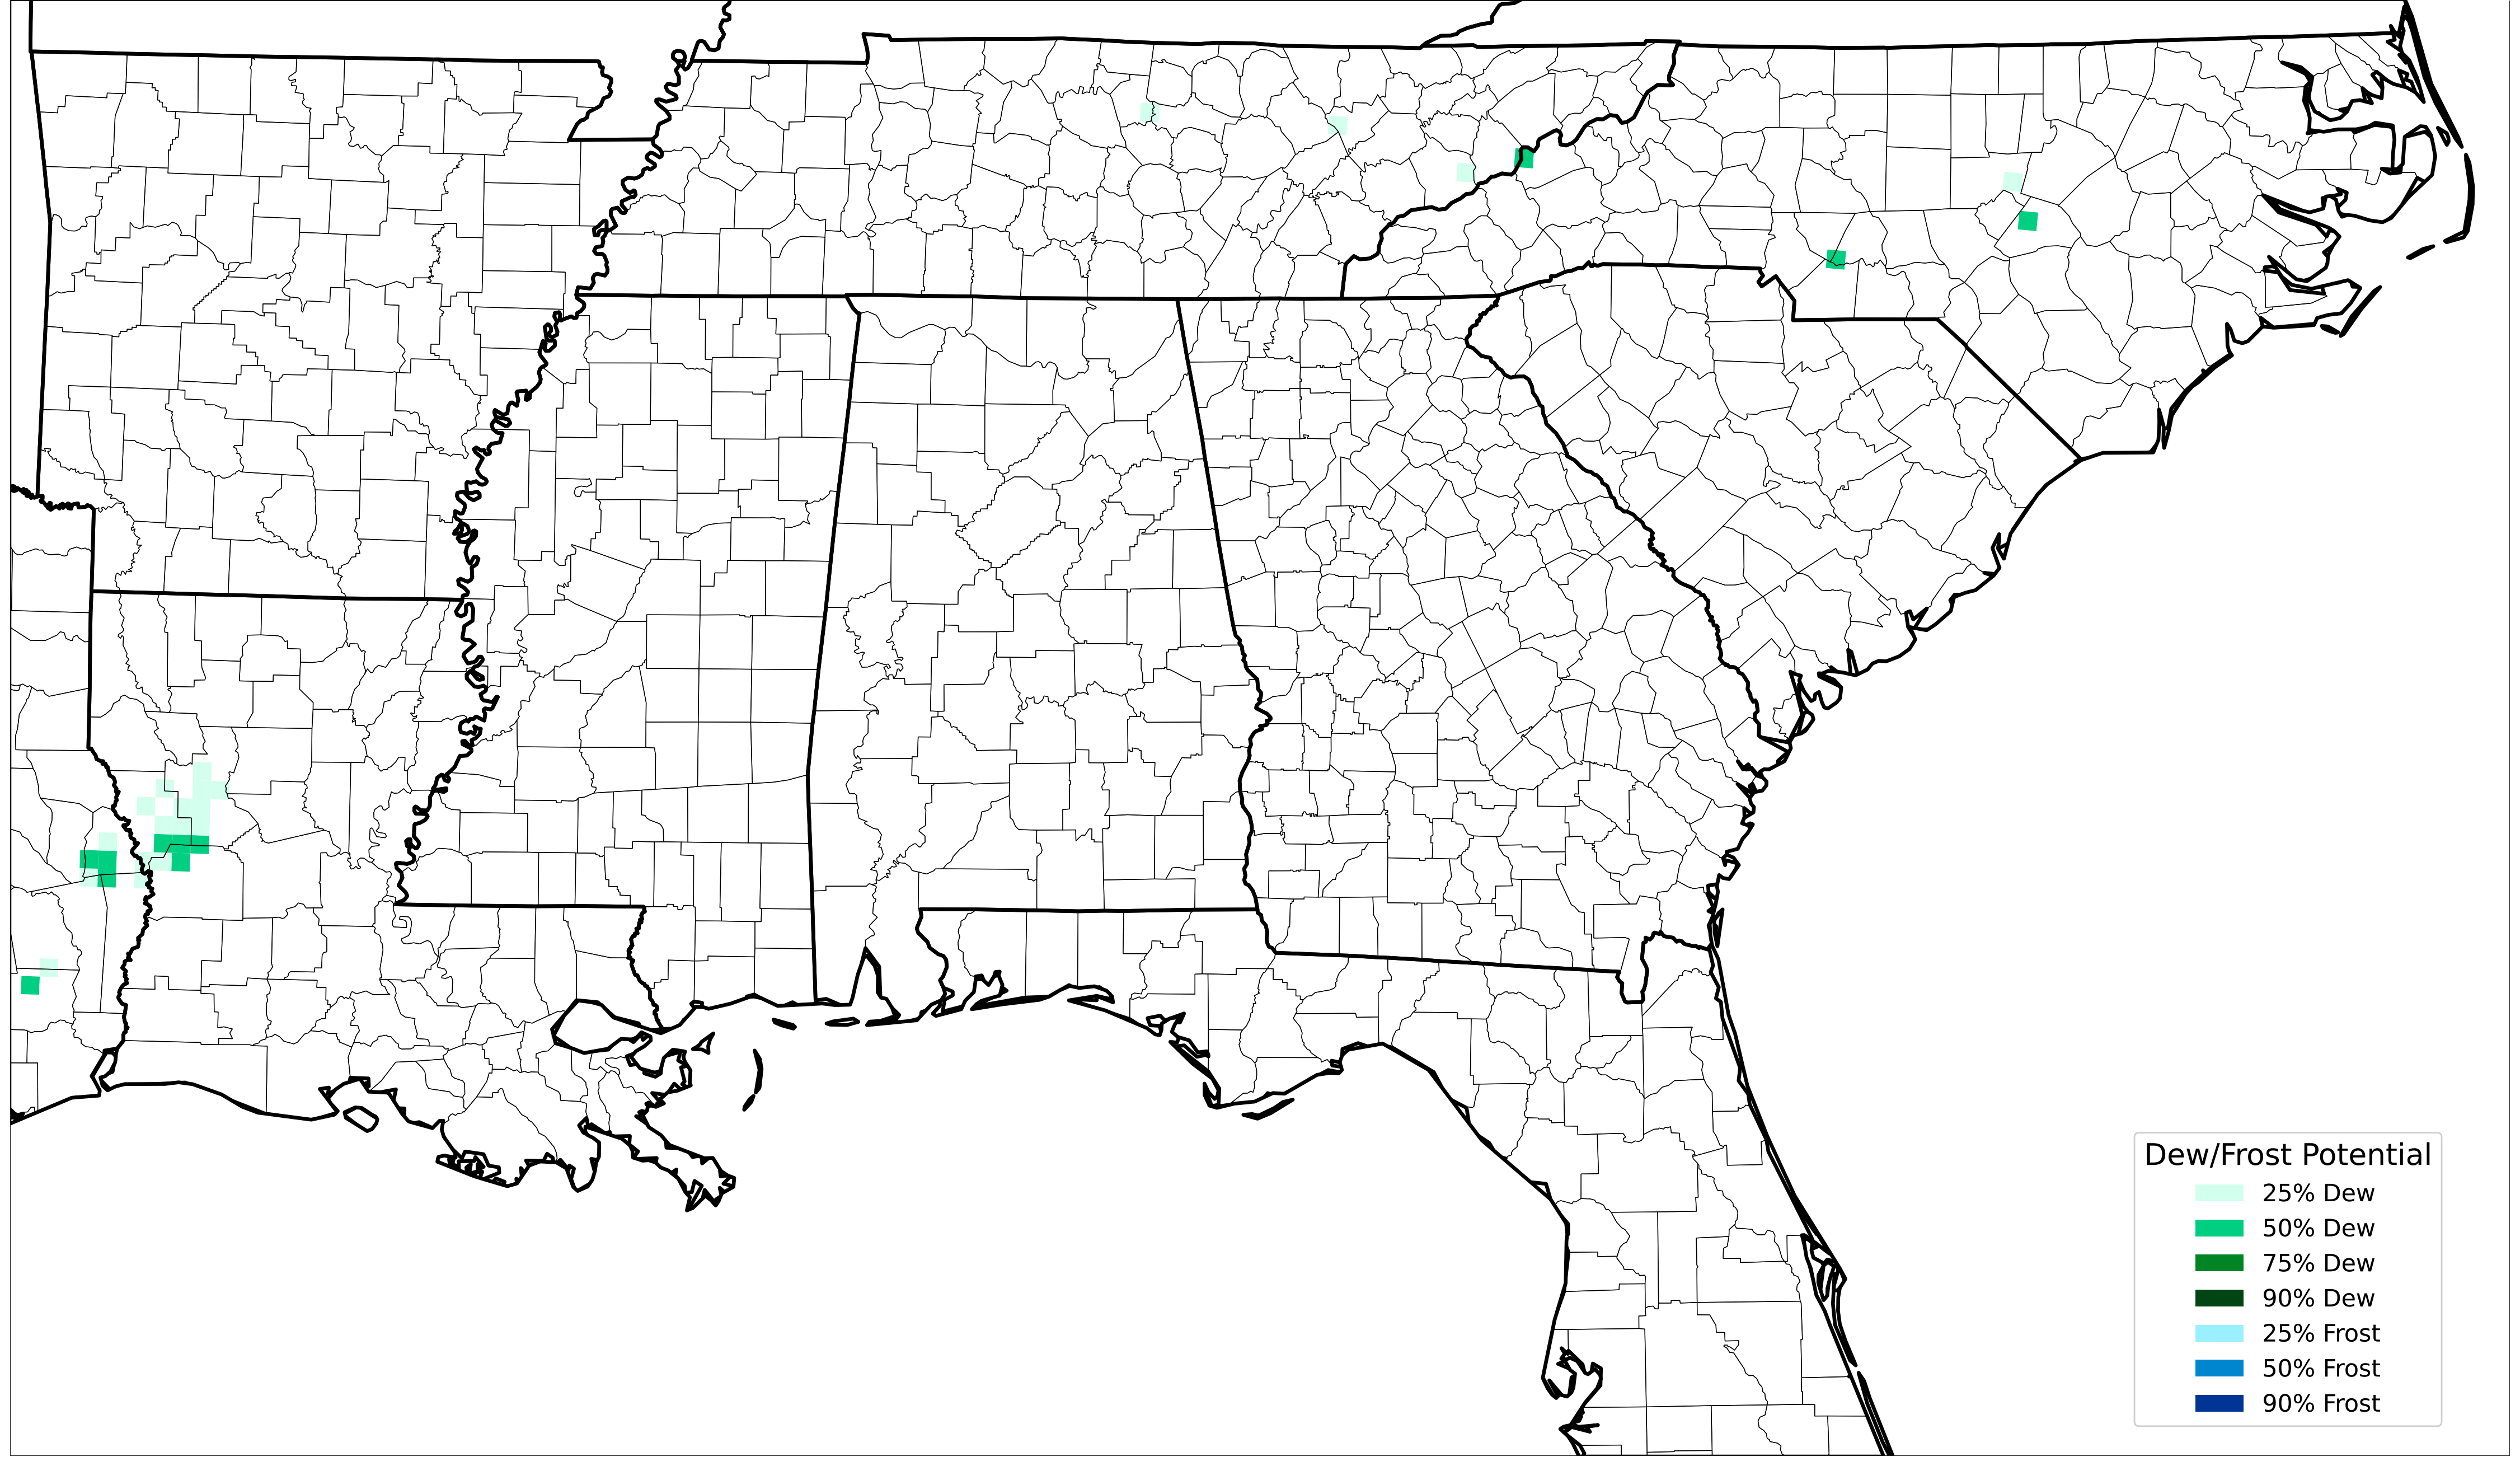 Dew/Frost Potential
25% Dew
50% Dew
75% Dew
90% Dew
25% Frost
50% Frost
90% Frost